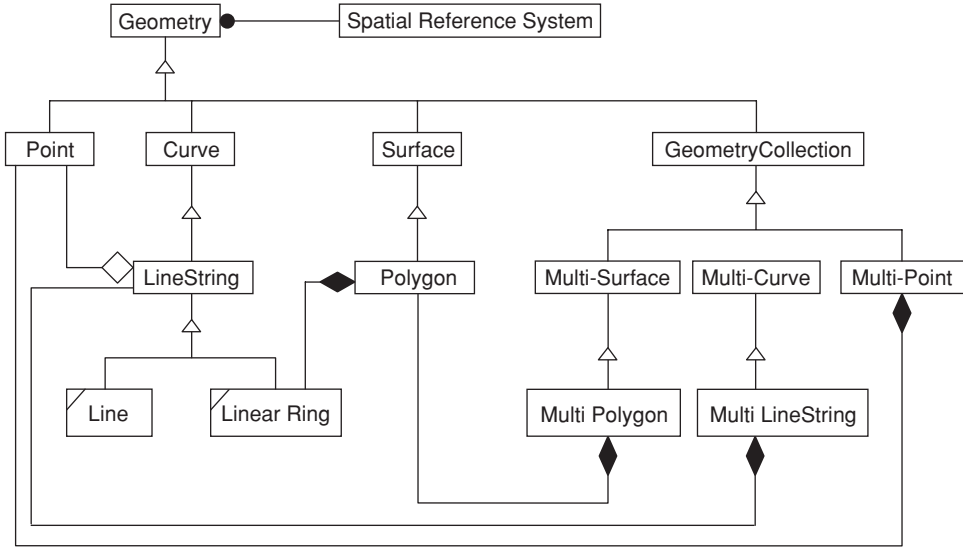 Geometry
Spatial Reference System
Point
Curve
Surface
GeometryCollection
LineString
Polygon
Multi-Surface
Multi-Curve
Multi-Point
Line
Linear Ring
Multi Polygon
Multi LineString